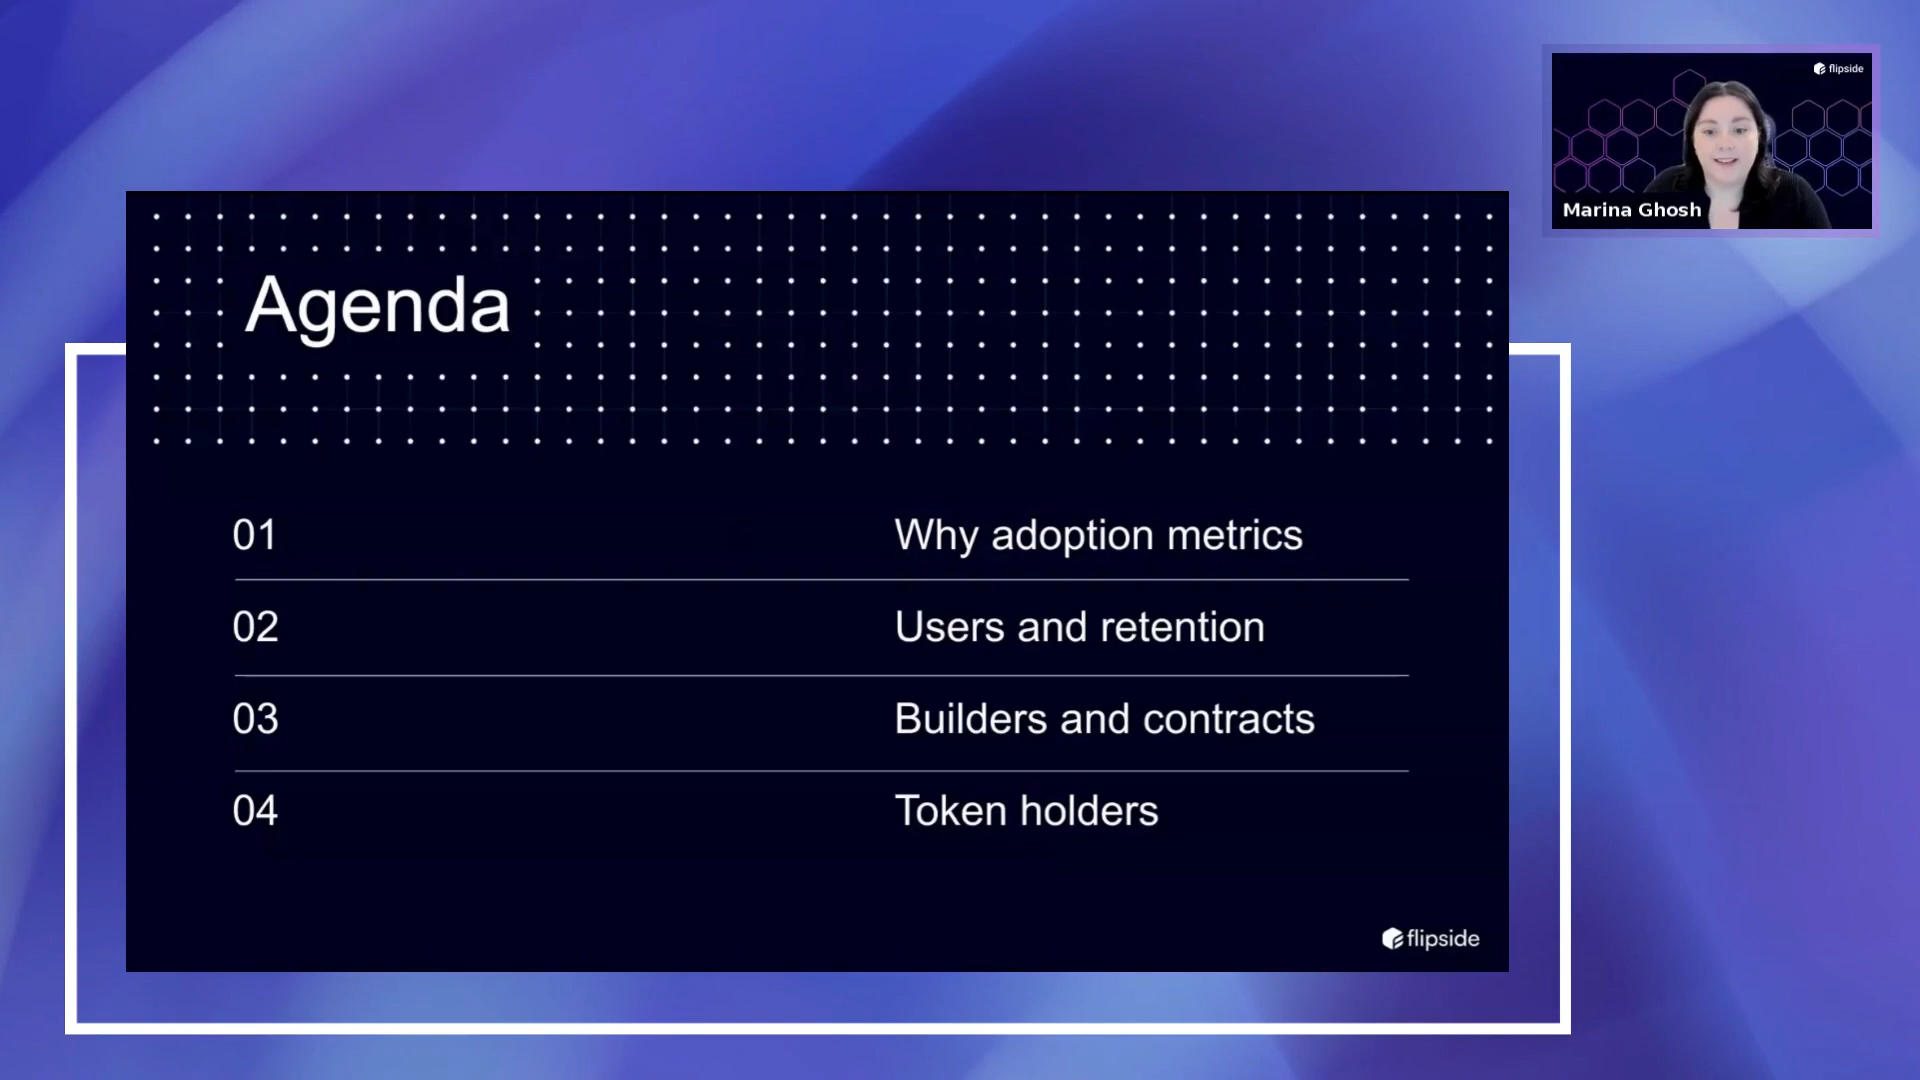 flipside
Marina Ghosh
Agenda
01 Why adoption metrics
02 Users and retention
03 Builders and contracts
04 Token holders
flipside